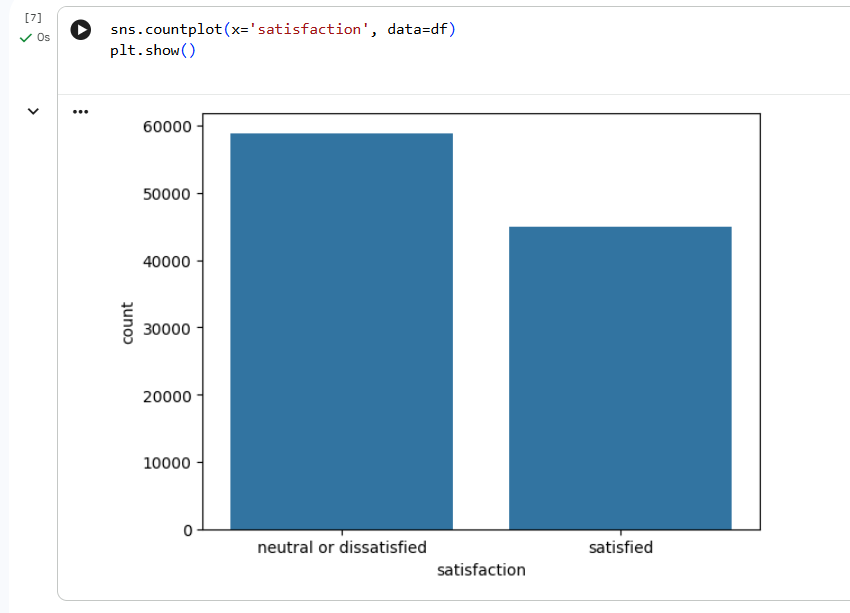 [7]
0s
sns.countplot(x='satisfaction', data=df)
plt.show()
60000
50000
40000
30000
20000
10000
0
count
neutral or dissatisfied
satisfied
satisfaction